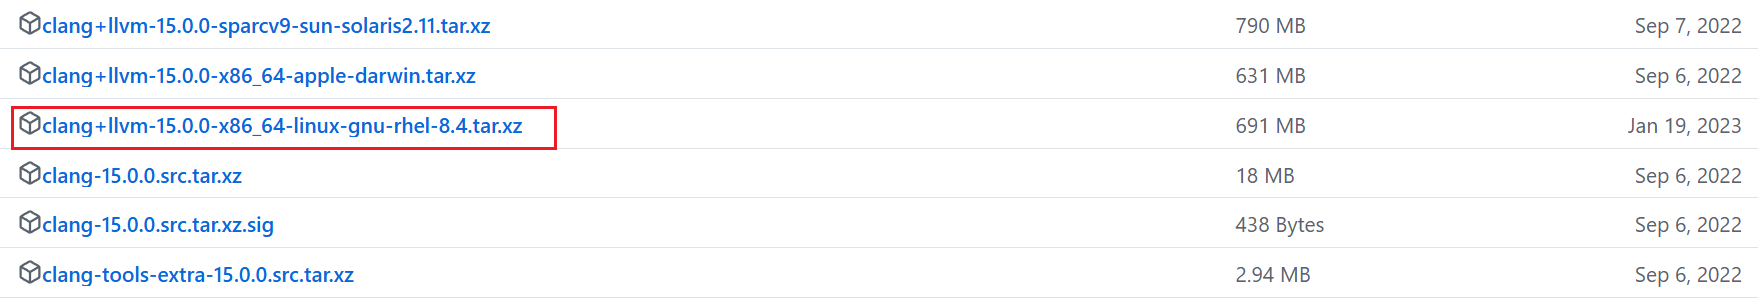 clang+llvm-15.0.0-sparcv9-sun-solaris2.11.tar.xz 790 MB Sep 7, 2022
clang+llvm-15.0.0-x86_64-apple-darwin.tar.xz 631 MB Sep 6, 2022
clang+llvm-15.0.0-x86_64-linux-gnu-rhel-8.4.tar.xz 691 MB Jan 19, 2023
clang-15.0.0.src.tar.xz 18 MB Sep 6, 2022
clang-15.0.0.src.tar.xz.sig 438 Bytes Sep 6, 2022
clang-tools-extra-15.0.0.src.tar.xz 2.94 MB Sep 6, 2022